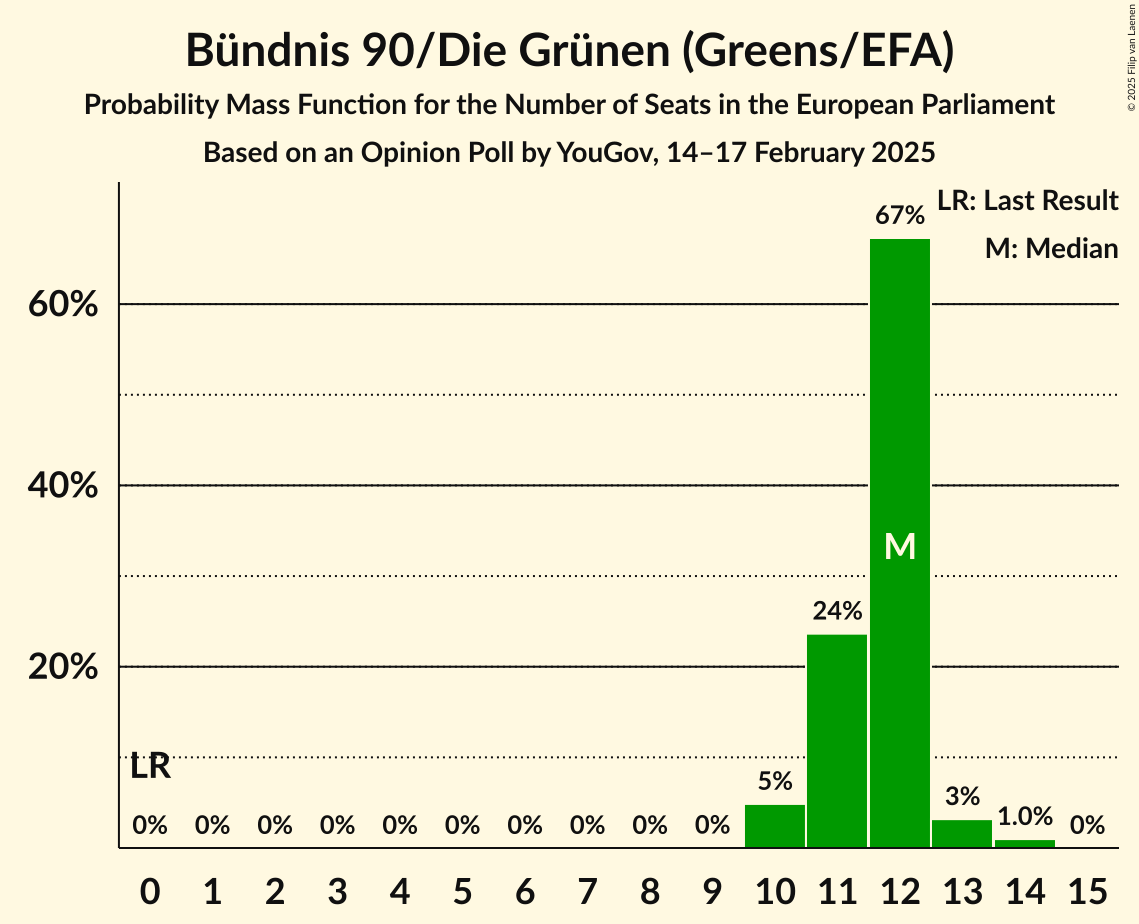 Bündnis 90/Die Grünen (Greens/EFA)
Probability Mass Function for the Number of Seats in the European Parliament
Based on an Opinion Poll by YouGov, 14–17 February 2025
© 2025 Filip van Laenen
LR: Last Result
M: Median
67%
60%
40%
M
24%
20%
LR
5%
3%
1.0%
0% 0% 0% 0% 0% 0% 0% 0% 0% 0% 0%
0 1 2 3 4 5 6 7 8 9 10 11 12 13 14 15